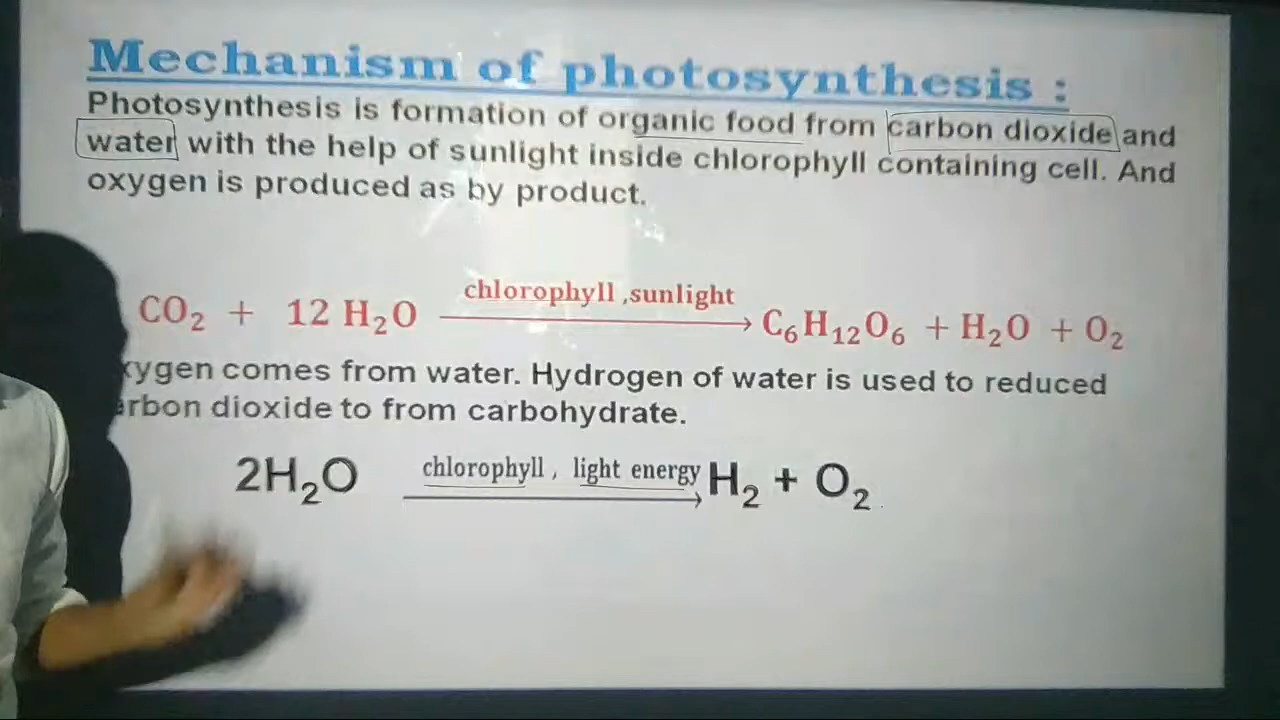 Mechanism of photosynthesis :
Photosynthesis is formation of organic food from carbon dioxide and
water with the help of sunlight inside chlorophyll containing cell. And
oxygen is produced as by product.
chlorophyll ,sunlight
CO₂ + 12 H₂O ⟶ C₆H₁₂O₆ + H₂O + O₂
comes from water. Hydrogen of water is used to reduced
dioxide to from carbohydrate.
chlorophyll , light energy
2H₂O ⟶ H₂ + O₂